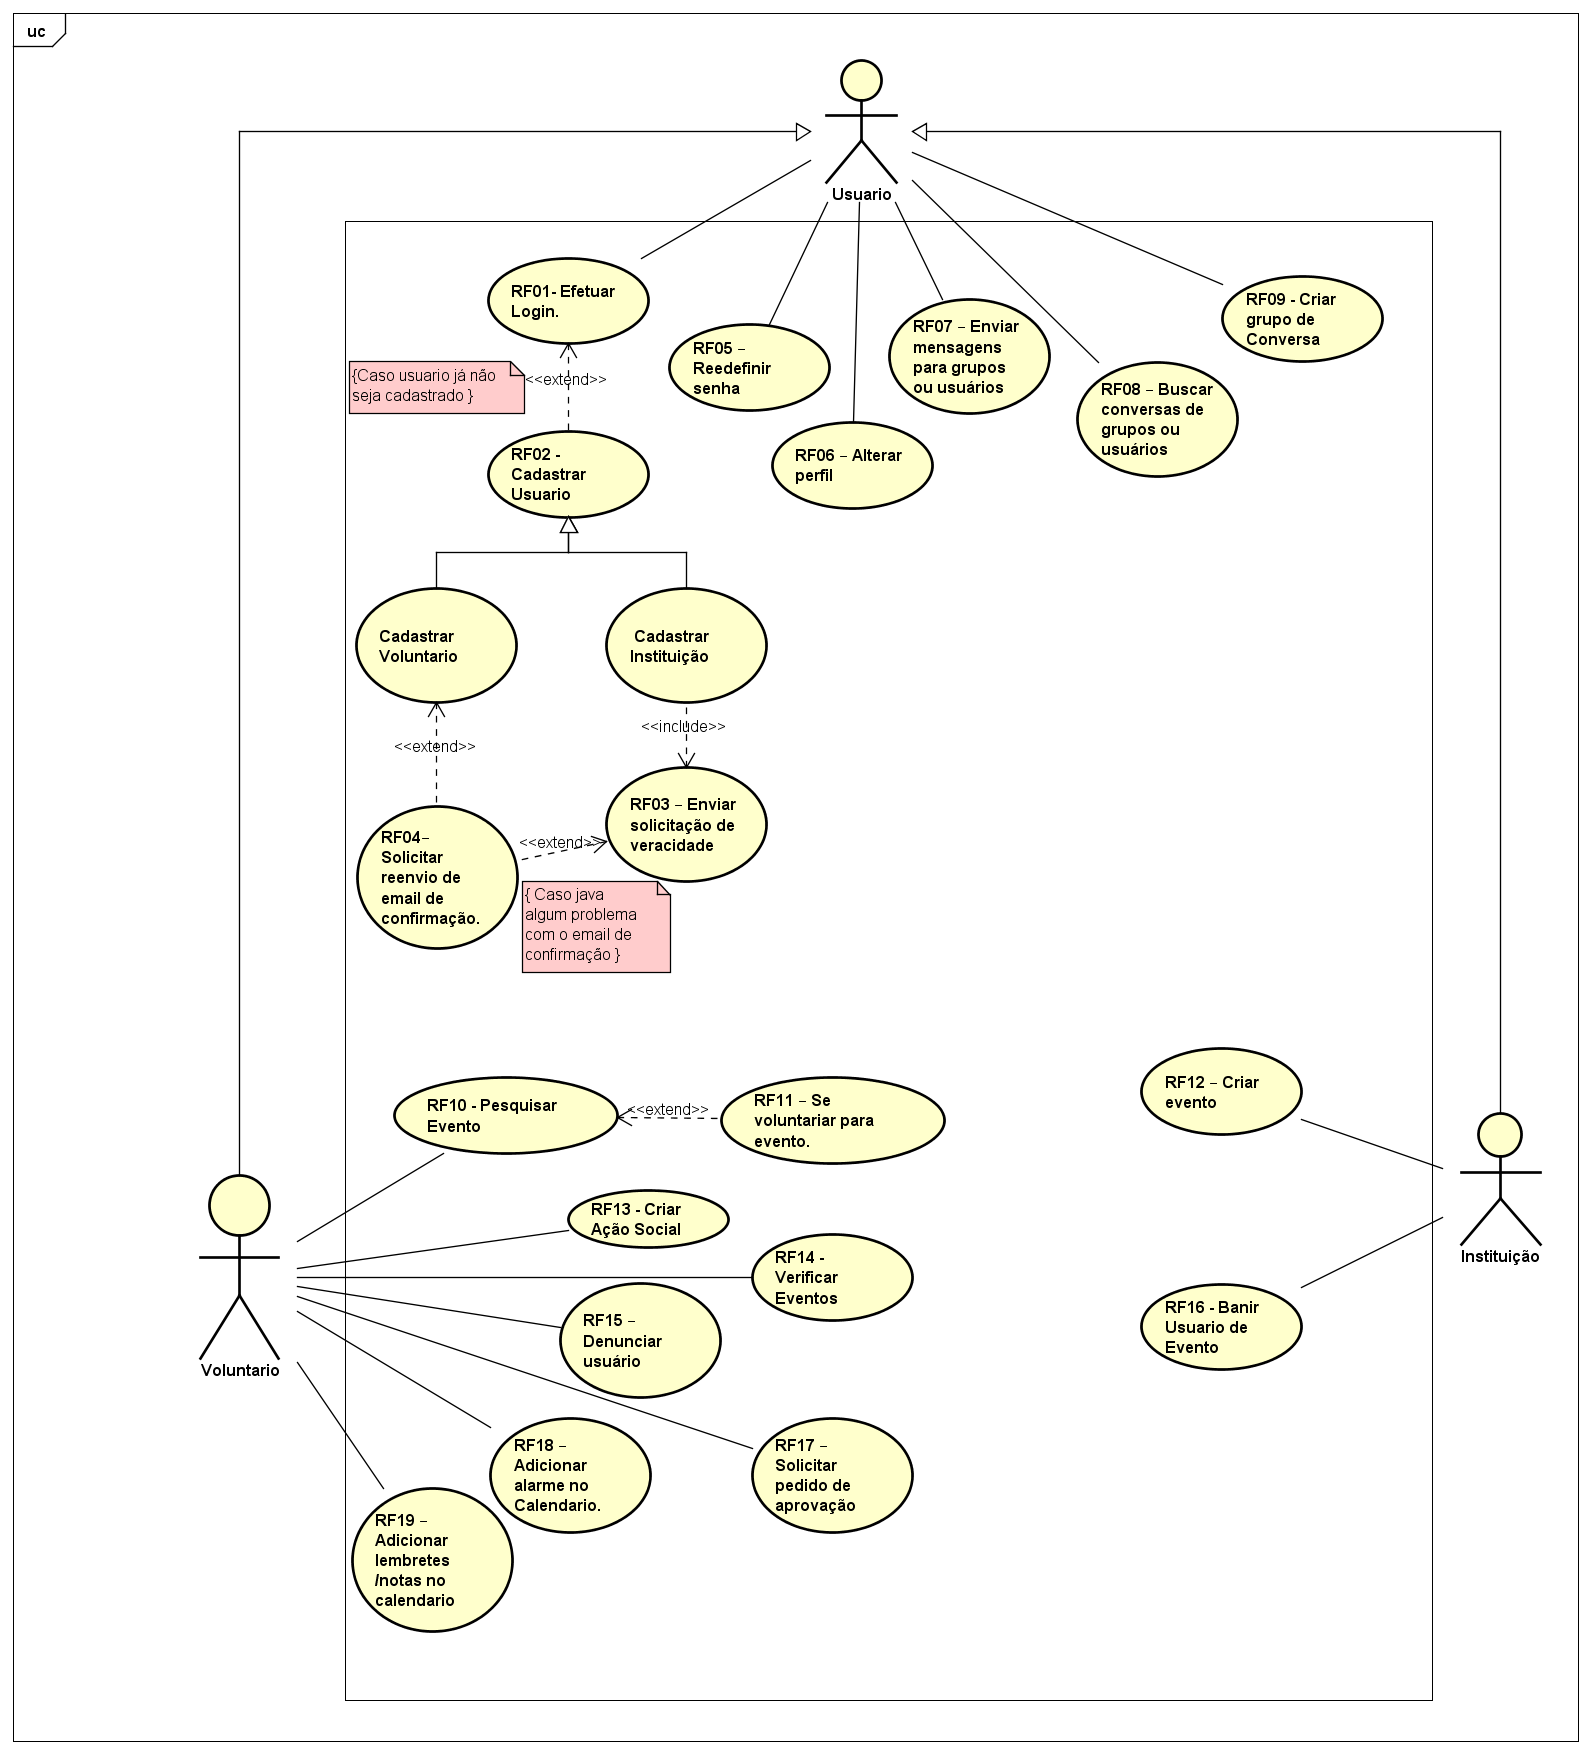 uc
Usuario
RF01- Efetuar
Login.
RF05 –
Reedefinir
senha
RF07 – Enviar
mensagens
para grupos
ou usuários
RF09 - Criar
grupo de
Conversa
RF08 – Buscar
conversas de
grupos ou
usuários
{Caso usuario já não
seja cadastrado }
<<extend>>
RF06 – Alterar
perfil
RF02 -
Cadastrar
Usuario
Cadastrar
Voluntario
Cadastrar
Instituição
<<extend>>
<<include>>
RF03 – Enviar
solicitação de
veracidade
RF04–
Solicitar
reenvio de
email de
confirmação.
<<extend>>
{ Caso java
algum problema
com o email de
confirmação }
RF10 - Pesquisar
Evento
<<extend>>
RF11 – Se
voluntariar para
evento.
RF12 – Criar
evento
RF13 - Criar
Ação Social
RF14 -
Verificar
Eventos
Instituição
RF15 –
Denunciar
usuário
RF16 - Banir
Usuario de
Evento
Voluntario
RF18 –
Adicionar
alarme no
Calendario.
RF17 –
Solicitar
pedido de
aprovação
RF19 –
Adicionar
lembretes
/notas no
calendario